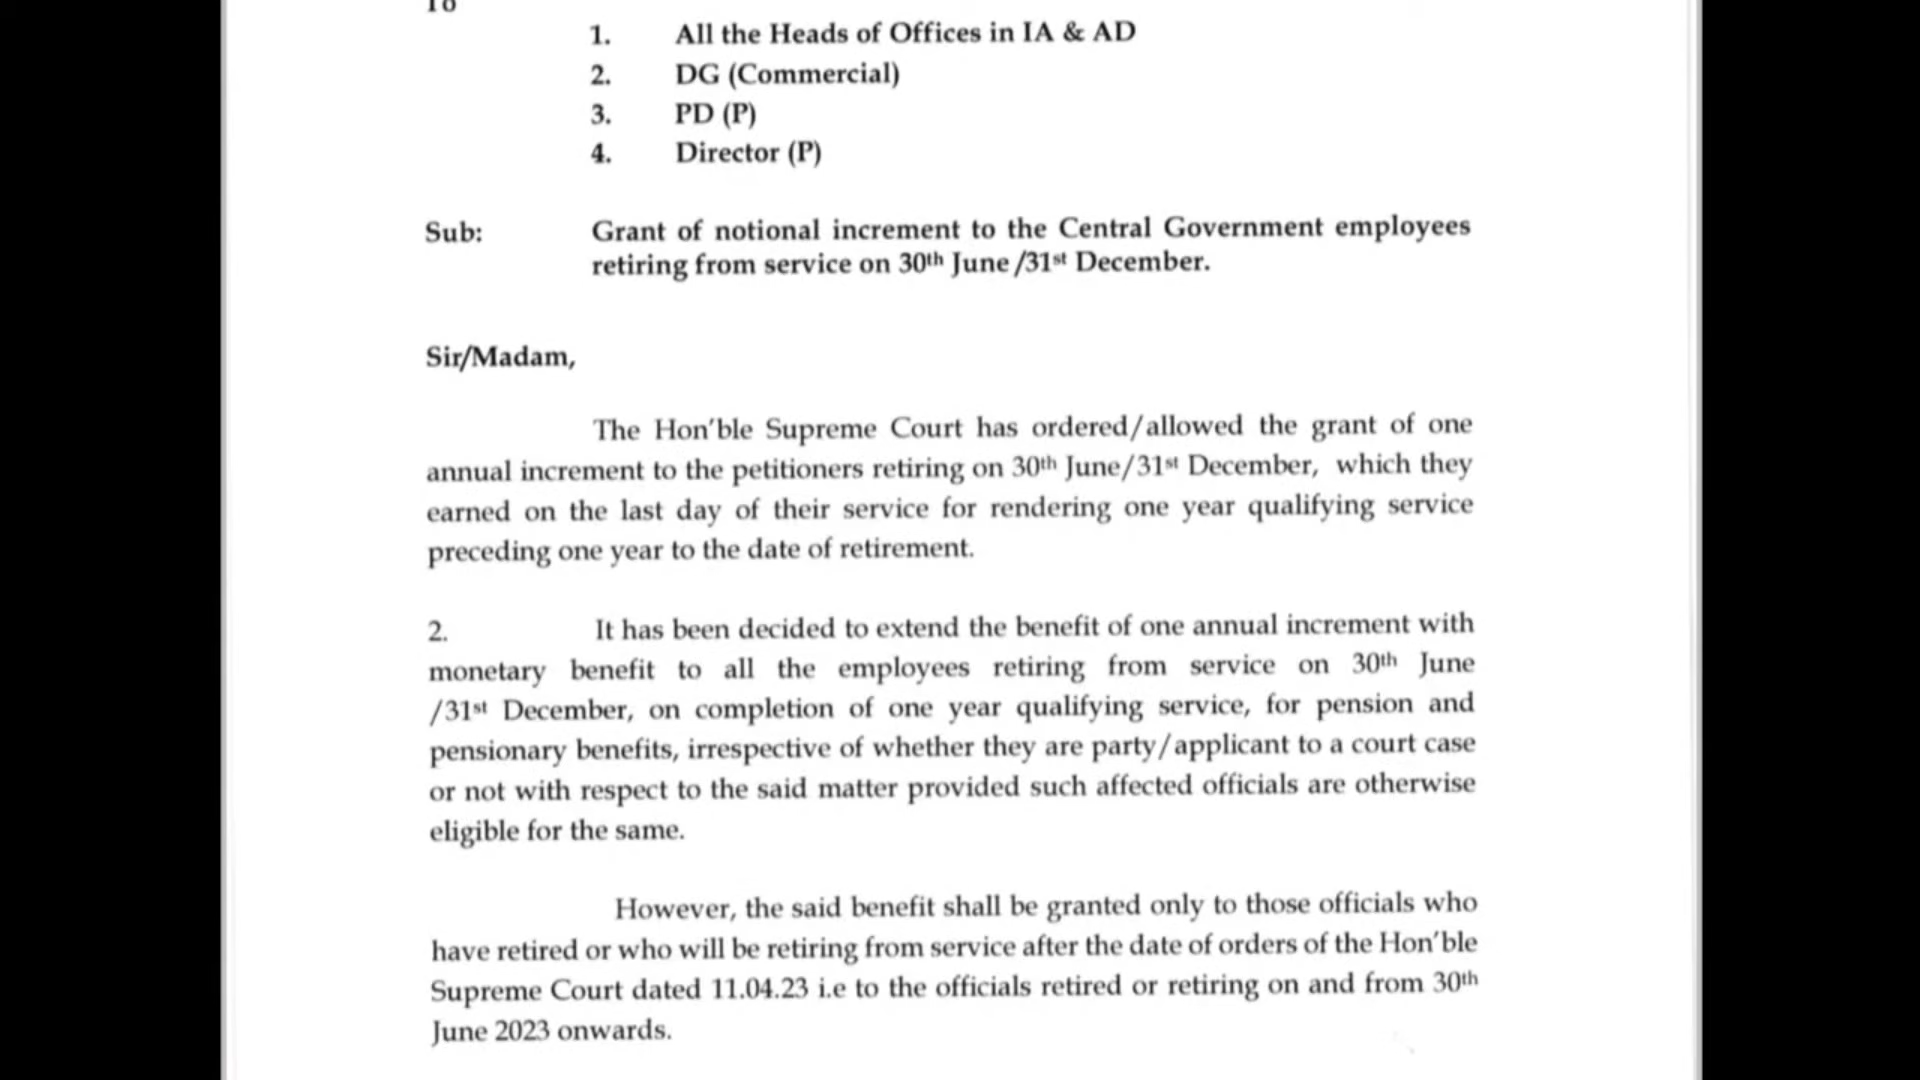 To
1. All the Heads of Offices in IA & AD
2. DG (Commercial)
3. PD (P)
4. Director (P)
Sub: Grant of notional increment to the Central Government employees
retiring from service on 30th June /31st December.
Sir/Madam,
The Hon'ble Supreme Court has ordered/allowed the grant of one
annual increment to the petitioners retiring on 30th June/31st December, which they
earned on the last day of their service for rendering one year qualifying service
preceding one year to the date of retirement.
2. It has been decided to extend the benefit of one annual increment with
monetary benefit to all the employees retiring from service on 30th June
/31st December, on completion of one year qualifying service, for pension and
pensionary benefits, irrespective of whether they are party/applicant to a court case
or not with respect to the said matter provided such affected officials are otherwise
eligible for the same.
However, the said benefit shall be granted only to those officials who
have retired or who will be retiring from service after the date of orders of the Hon'ble
Supreme Court dated 11.04.23 i.e to the officials retired or retiring on and from 30th
June 2023 onwards.